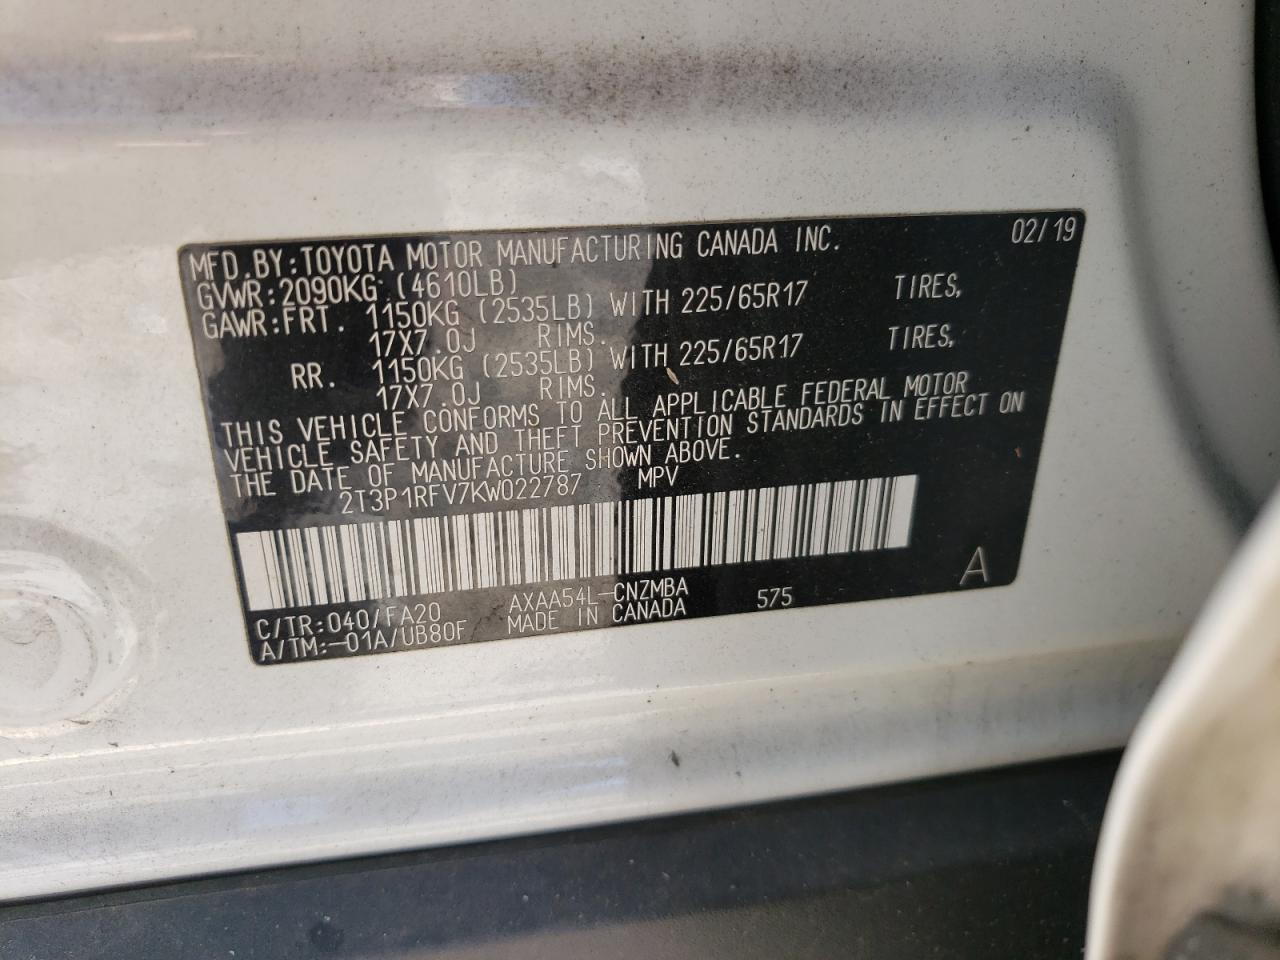 MFD.BY:TOYOTA MOTOR MANUFACTURING CANADA INC. 02/19
GVWR:2090KG (4610LB)
GAWR:FRT. 1150KG (2535LB) WITH 225/65R17 TIRES,
17X7.0J RIMS.
RR. 1150KG (2535LB) WITH 225/65R17 TIRES,
17X7.0J RIMS.
THIS VEHICLE CONFORMS TO ALL APPLICABLE FEDERAL MOTOR
VEHICLE SAFETY AND THEFT PREVENTION STANDARDS IN EFFECT ON
THE DATE OF MANUFACTURE SHOWN ABOVE.
2T3P1RFV7KW022787 MPV
C/TR:040/FA20 AXAA54L-CNZMBA 575 A
A/TM:-01A/UB80F MADE IN CANADA